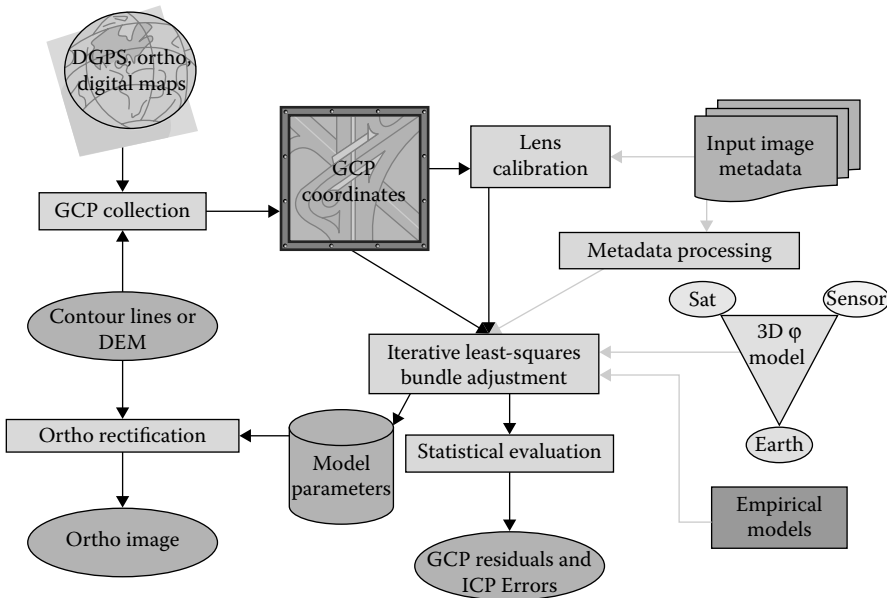 DGPS, ortho,
digital maps
GCP collection
GCP
coordinates
Lens
calibration
Input image
metadata
Metadata processing
Contour lines or
DEM
Sat
Sensor
3D φ
model
Earth
Iterative least-squares
bundle adjustment
Ortho rectification
Model
parameters
Statistical evaluation
Empirical
models
Ortho image
GCP residuals and
ICP Errors